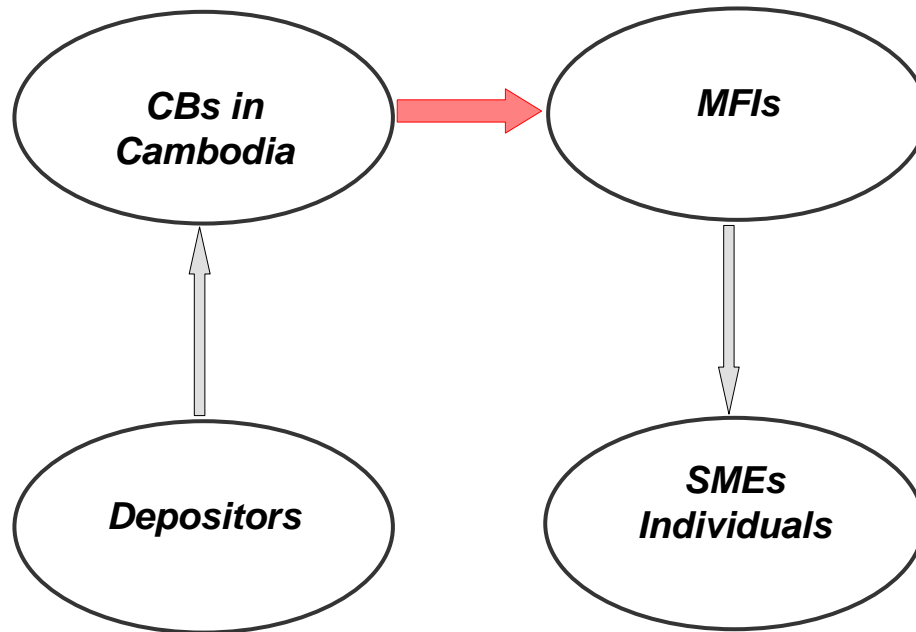 CBs in
Cambodia
MFIs
Depositors
SMEs
Individuals